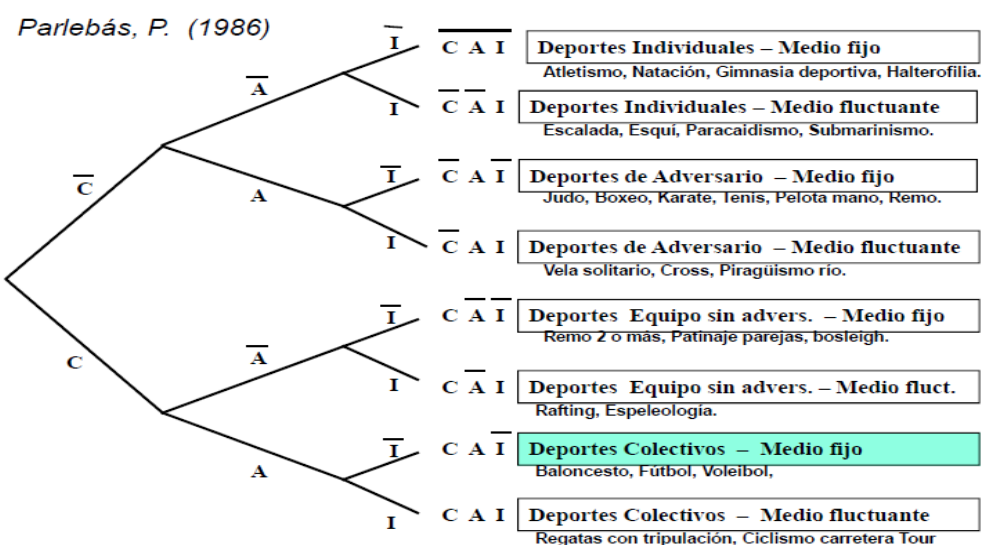 Parlebás, P. (1986)
I̅
C̅ A̅ I̅ Deportes Individuales – Medio fijo
Atletismo, Natación, Gimnasia deportiva, Halterofilia.
A̅
I
C̅ A̅ I Deportes Individuales – Medio fluctuante
Escalada, Esquí, Paracaidismo, Submarinismo.
C̅
I̅
C̅ A I̅ Deportes de Adversario – Medio fijo
Judo, Boxeo, Karate, Tenis, Pelota mano, Remo.
A
I
C̅ A I Deportes de Adversario – Medio fluctuante
Vela solitario, Cross, Piragüismo río.
I̅
C A̅ I̅ Deportes Equipo sin advers. – Medio fijo
Remo 2 o más, Patinaje parejas, bosleigh.
A̅
C
I
C A̅ I Deportes Equipo sin advers. – Medio fluct.
Rafting, Espeleología.
I̅
C A I̅ Deportes Colectivos – Medio fijo
Baloncesto, Fútbol, Voleibol,
A
I
C A I Deportes Colectivos – Medio fluctuante
Regatas con tripulación, Ciclismo carretera Tour